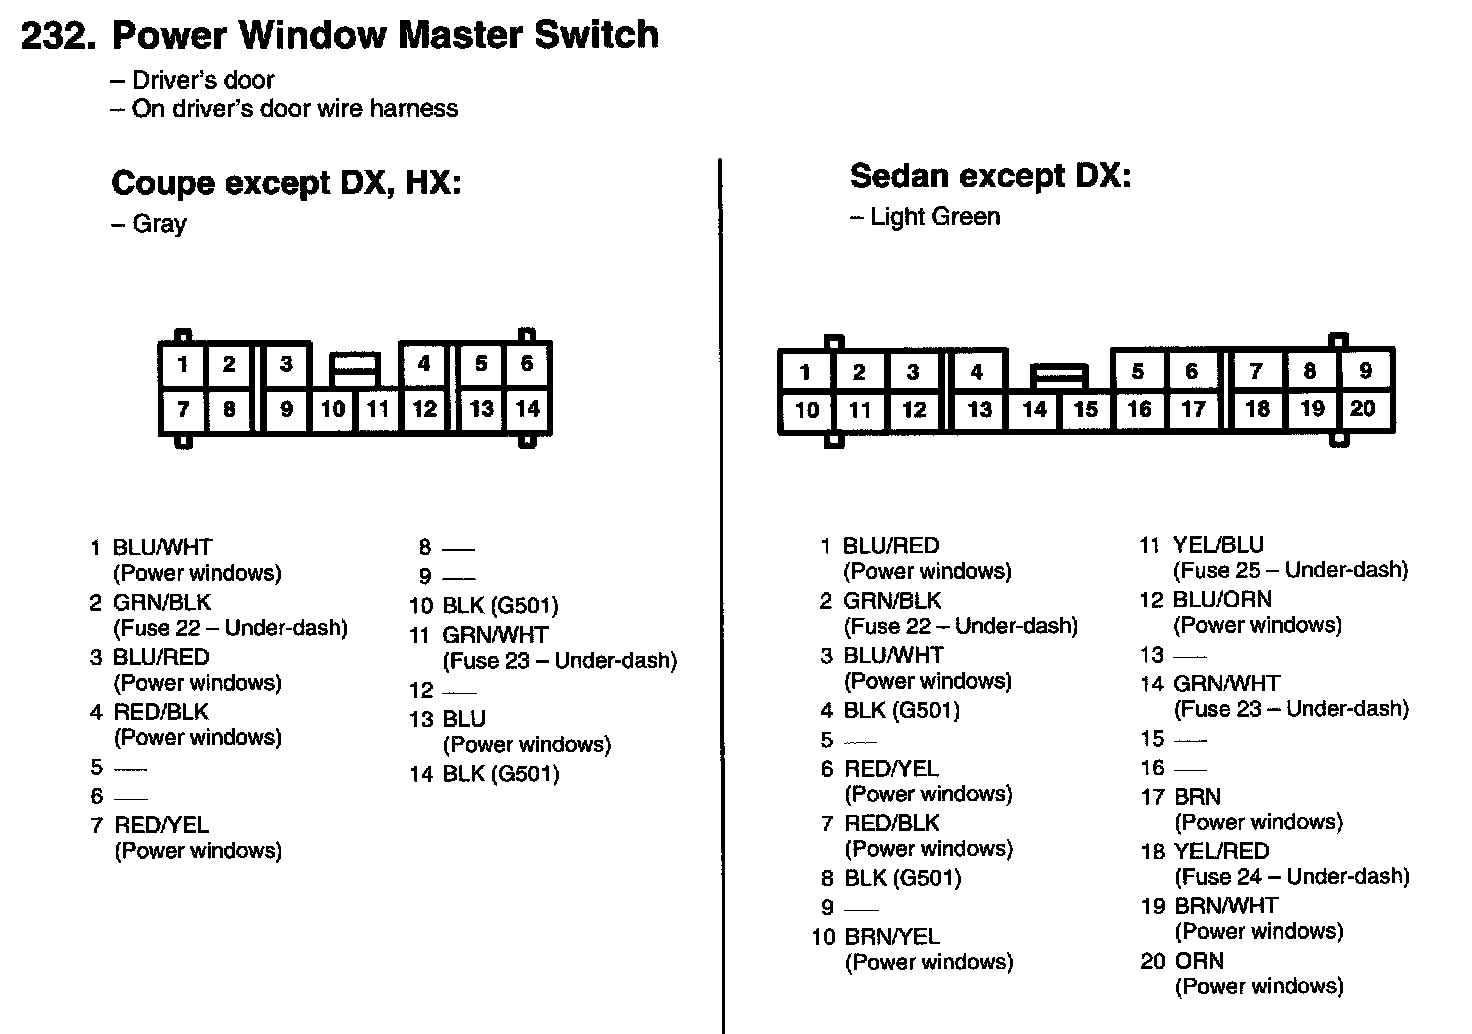 232. Power Window Master Switch
– Driver's door
– On driver's door wire harness
Coupe except DX, HX:
– Gray
1 2 3 4 5 6
7 8 9 10 11 12 13 14
1 BLU/WHT
(Power windows)
2 GRN/BLK
(Fuse 22 – Under-dash)
3 BLU/RED
(Power windows)
4 RED/BLK
(Power windows)
5 —
6 —
7 RED/YEL
(Power windows)
8 —
9 —
10 BLK (G501)
11 GRN/WHT
(Fuse 23 – Under-dash)
12 —
13 BLU
(Power windows)
14 BLK (G501)
Sedan except DX:
– Light Green
1 2 3 4 5 6 7 8 9
10 11 12 13 14 15 16 17 18 19 20
1 BLU/RED
(Power windows)
2 GRN/BLK
(Fuse 22 – Under-dash)
3 BLU/WHT
(Power windows)
4 BLK (G501)
5 —
6 RED/YEL
(Power windows)
7 RED/BLK
(Power windows)
8 BLK (G501)
9 —
10 BRN/YEL
(Power windows)
11 YEL/BLU
(Fuse 25 – Under-dash)
12 BLU/ORN
(Power windows)
13 —
14 GRN/WHT
(Fuse 23 – Under-dash)
15 —
16 —
17 BRN
(Power windows)
18 YEL/RED
(Fuse 24 – Under-dash)
19 BRN/WHT
(Power windows)
20 ORN
(Power windows)